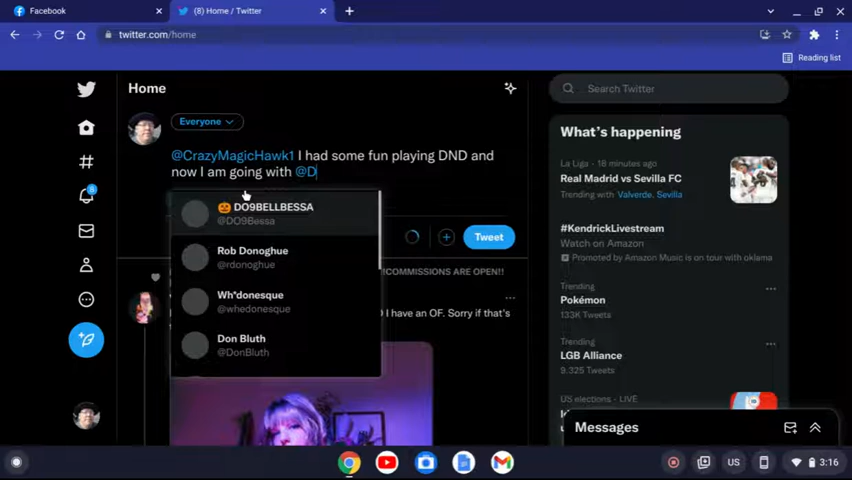 Facebook
(8) Home / Twitter
twitter.com/home
Reading list
Home
Search Twitter
Everyone
@CrazyMagicHawk1 I had some fun playing DND and
now I am going with @D
🎃 DO9BELLBESSA
@DO9Bessa
Rob Donoghue
@rdonoghue
Wh*donesque
@whedonesque
Don Bluth
@DonBluth
Tweet
!COMMISSIONS ARE OPEN!!
I have an OF. Sorry if that's
What's happening
La Liga · 18 minutes ago
Real Madrid vs Sevilla FC
Trending with Valverde, Sevilla
#KendrickLivestream
Watch on Amazon
Promoted by Amazon Music is on tour with oklama
Trending
Pokémon
133K Tweets
Trending
LGB Alliance
9,325 Tweets
US elections · LIVE
Messages
8
US
3:16